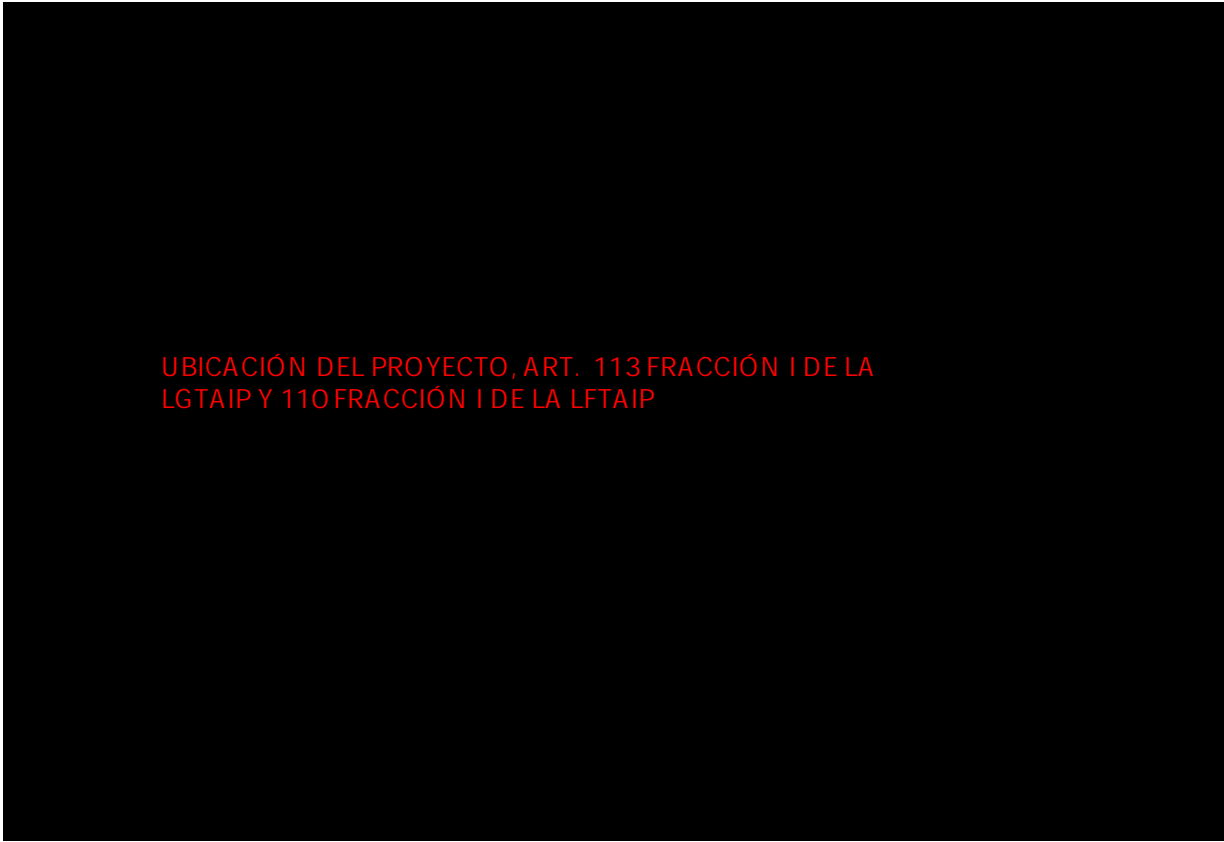 UBICACIÓN DEL PROYECTO, ART. 113 FRACCIÓN I DE LA
LGTAIP Y 110 FRACCIÓN I DE LA LFTAIP